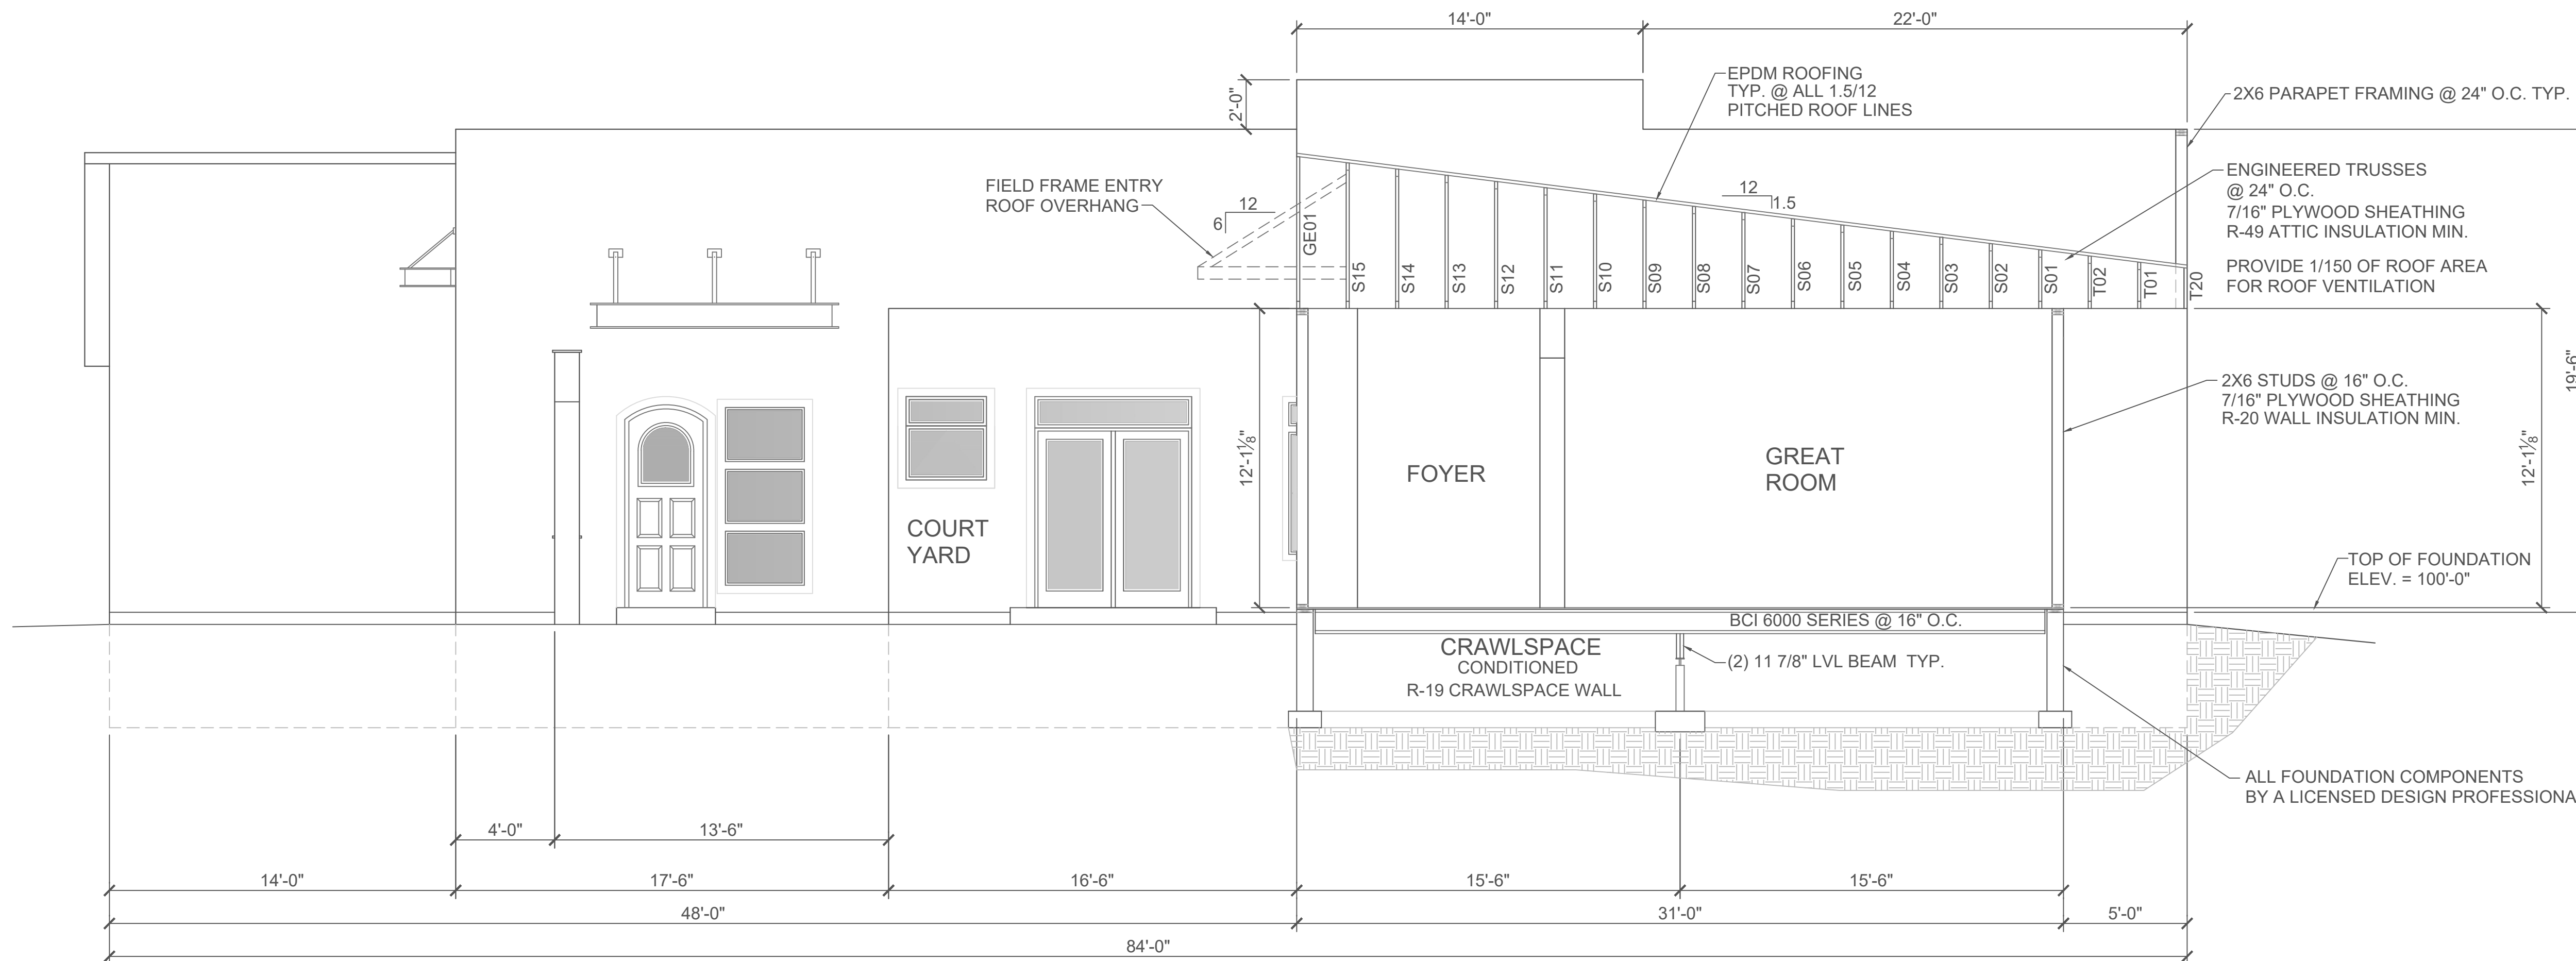 14'-0"
22'-0"
2'-0"
EPDM ROOFING
TYP. @ ALL 1.5/12
PITCHED ROOF LINES
2X6 PARAPET FRAMING @ 24" O.C. TYP.
FIELD FRAME ENTRY
ROOF OVERHANG
12
6
12
1.5
ENGINEERED TRUSSES
@ 24" O.C.
7/16" PLYWOOD SHEATHING
R-49 ATTIC INSULATION MIN.
PROVIDE 1/150 OF ROOF AREA
FOR ROOF VENTILATION
GE01
S15
S14
S13
S12
S11
S10
S09
S08
S07
S06
S05
S04
S03
S02
S01
T02
T01
T20
19'-6"
2X6 STUDS @ 16" O.C.
7/16" PLYWOOD SHEATHING
R-20 WALL INSULATION MIN.
12'-1⅛"
12'-1⅛"
FOYER
GREAT
ROOM
COURT
YARD
TOP OF FOUNDATION
ELEV. = 100'-0"
BCI 6000 SERIES @ 16" O.C.
CRAWLSPACE
CONDITIONED
R-19 CRAWLSPACE WALL
(2) 11 7/8" LVL BEAM TYP.
ALL FOUNDATION COMPONENTS
BY A LICENSED DESIGN PROFESSIONA
4'-0"
13'-6"
14'-0"
17'-6"
16'-6"
15'-6"
15'-6"
48'-0"
31'-0"
5'-0"
84'-0"